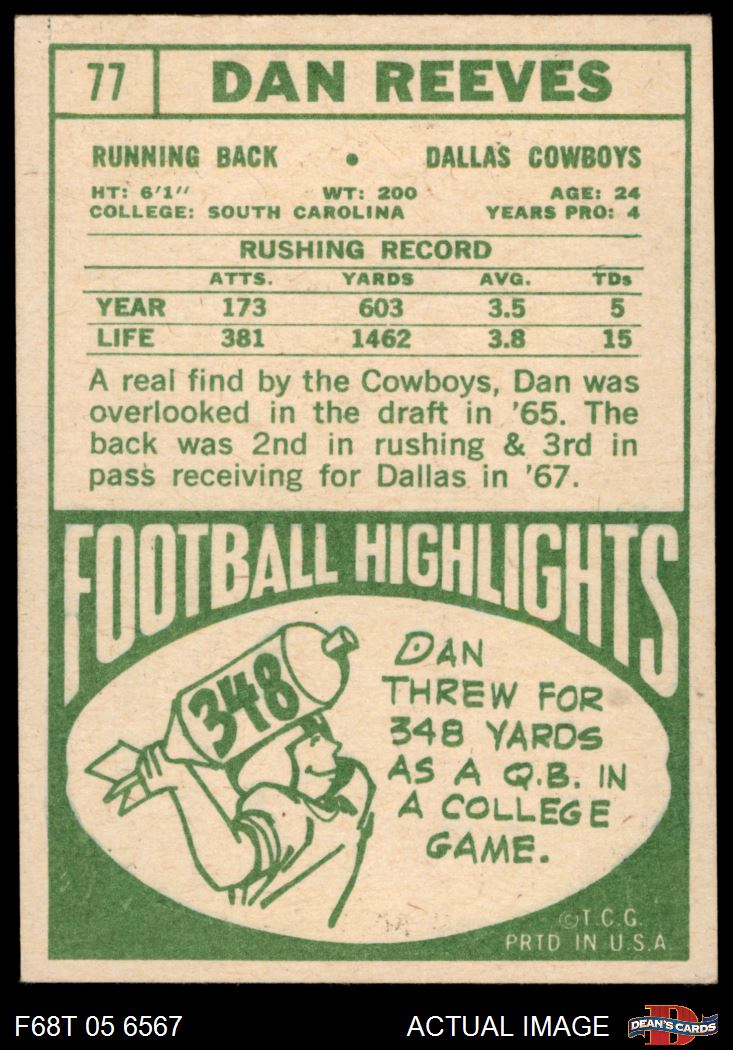 77 DAN REEVES
RUNNING BACK • DALLAS COWBOYS
HT: 6'1" WT: 200 AGE: 24
COLLEGE: SOUTH CAROLINA YEARS PRO: 4
RUSHING RECORD
ATTS. YARDS AVG. TDs
YEAR 173 603 3.5 5
LIFE 381 1462 3.8 15
A real find by the Cowboys, Dan was
overlooked in the draft in '65. The
back was 2nd in rushing & 3rd in
pass receiving for Dallas in '67.
FOOTBALL HIGHLIGHTS
348
DAN
THREW FOR
348 YARDS
AS A Q.B. IN
A COLLEGE
GAME.
©T.C.G.
PRTD IN U.S.A.
F68T 05 6567 ACTUAL IMAGE
D
DEAN'S CARDS